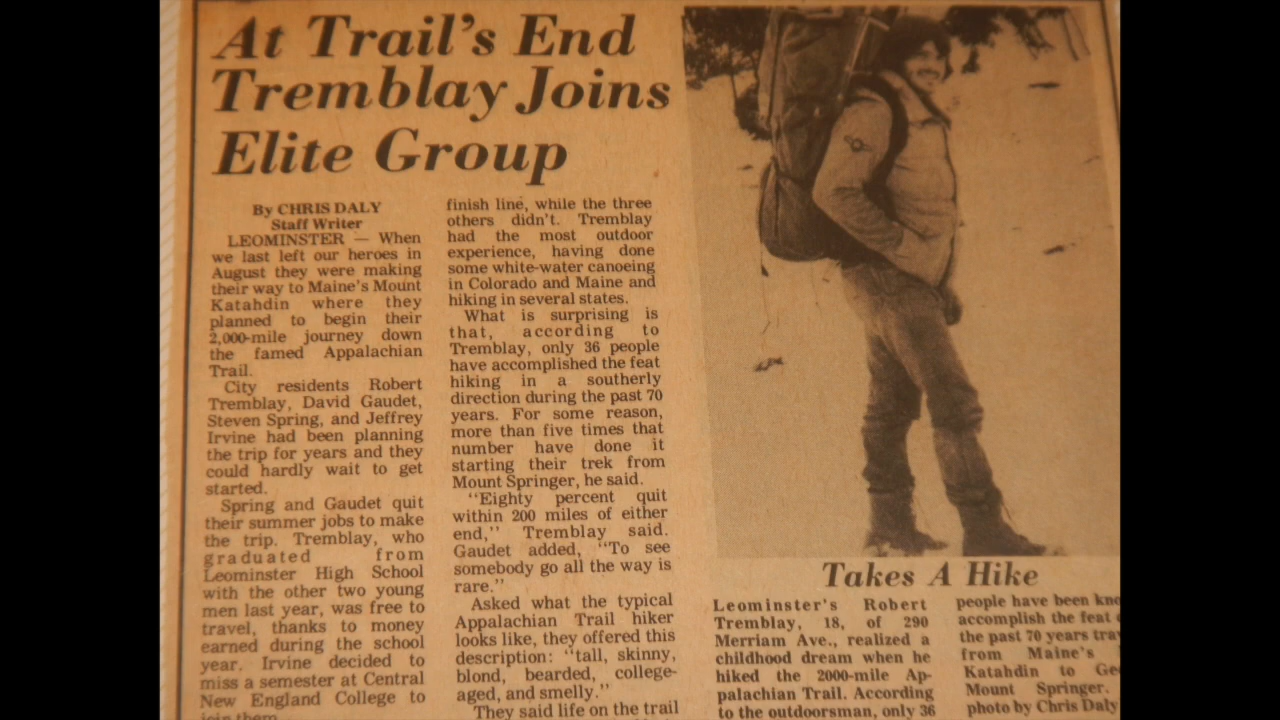 At Trail's End
Tremblay Joins
Elite Group
By CHRIS DALY
Staff Writer
LEOMINSTER — When
we last left our heroes in
August they were making
their way to Maine's Mount
Katahdin where they
planned to begin their
2,000-mile journey down
the famed Appalachian
Trail.
City residents Robert
Tremblay, David Gaudet,
Steven Spring, and Jeffrey
Irvine had been planning
the trip for years and they
could hardly wait to get
started.
Spring and Gaudet quit
their summer jobs to make
the trip. Tremblay, who
graduated from
Leominster High School
with the other two young
men last year, was free to
travel, thanks to money
earned during the school
year. Irvine decided to
miss a semester at Central
New England College to
join them.
finish line, while the three
others didn't. Tremblay
had the most outdoor
experience, having done
some white-water canoeing
in Colorado and Maine and
hiking in several states.
What is surprising is
that, according to
Tremblay, only 36 people
have accomplished the feat
hiking in a southerly
direction during the past 70
years. For some reason,
more than five times that
number have done it
starting their trek from
Mount Springer, he said.
"Eighty percent quit
within 200 miles of either
end," Tremblay said.
Gaudet added, "To see
somebody go all the way is
rare."
Asked what the typical
Appalachian Trail hiker
looks like, they offered this
description: "tall, skinny,
blond, bearded, college-
aged, and smelly."
They said life on the trail
Takes A Hike
Leominster's Robert
Tremblay, 18, of 290
Merriam Ave., realized a
childhood dream when he
hiked the 2000-mile Ap-
palachian Trail. According
to the outdoorsman, only 36
people have been kno
accomplish the feat
the past 70 years tra
from Maine's
Katahdin to Ge
Mount Springer.
photo by Chris Daly